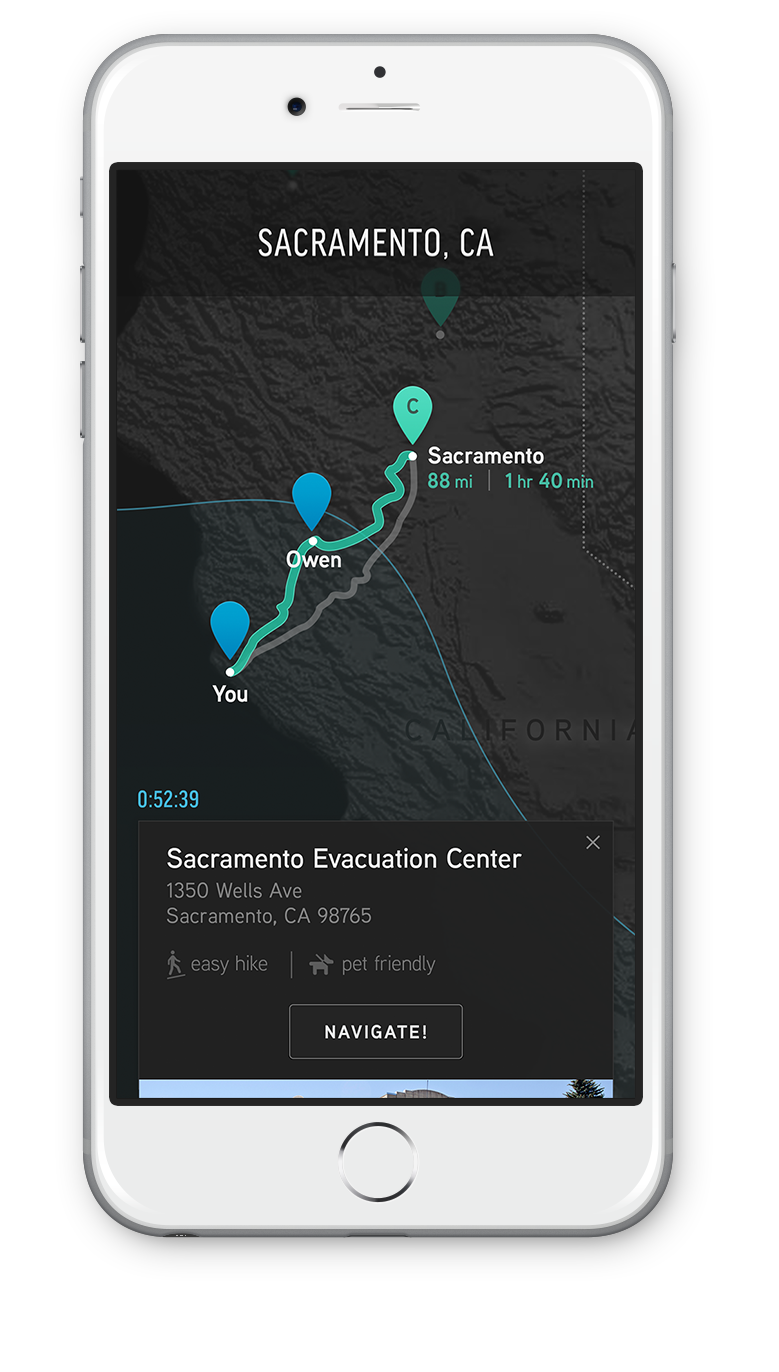 SACRAMENTO, CA
B
C
Sacramento
88 mi | 1 hr 40 min
Owen
You
CALIFORNIA
0:52:39
Sacramento Evacuation Center
1350 Wells Ave
Sacramento, CA 98765
easy hike | pet friendly
NAVIGATE!